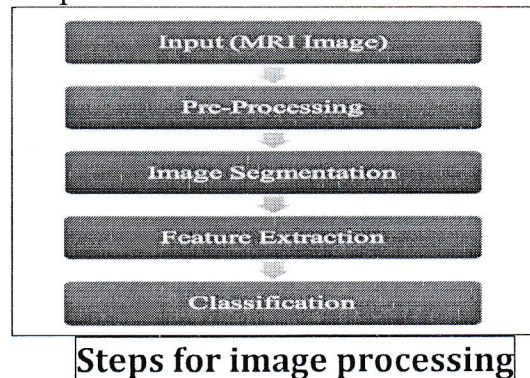 Input (MRI Image)
Pre-Processing
Image Segmentation
Feature Extraction
Classification
Steps for image processing